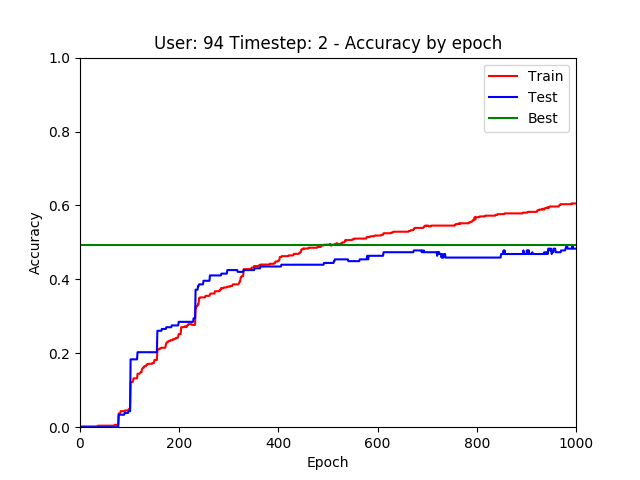 User: 94 Timestep: 2 - Accuracy by epoch
1.0
0.8
0.6
0.4
0.2
0.0
Accuracy
Train
Test
Best
0 200 400 600 800 1000
Epoch